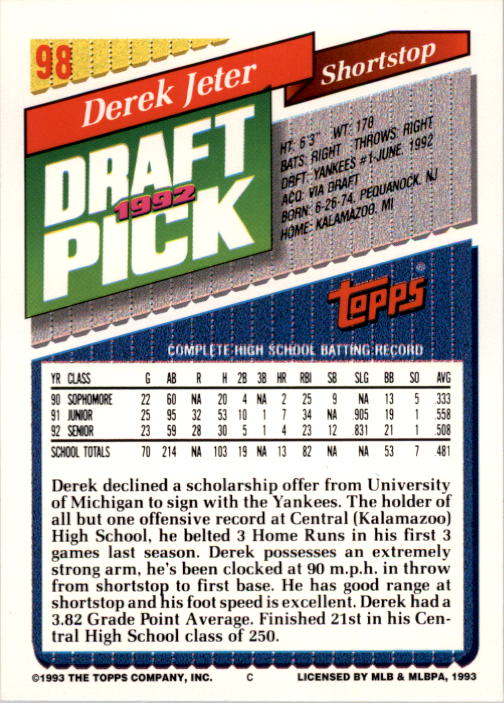 98
Derek Jeter
Shortstop
DRAFT
1992
PICK
HT: 6'3" WT: 178
BATS: RIGHT THROWS: RIGHT
DRFT: YANKEES #1-JUNE, 1992
ACQ: VIA DRAFT
BORN: 6-26-74, PEQUANOCK, NJ
HOME: KALAMAZOO, MI
topps®
COMPLETE HIGH SCHOOL BATTING RECORD
YR CLASS G AB R H 2B 3B HR RBI SB SLG BB SO AVG
90 SOPHOMORE 22 60 NA 20 4 NA 2 25 9 NA 13 5 .333
91 JUNIOR 25 95 32 53 10 1 7 34 NA .905 19 1 .558
92 SENIOR 23 59 28 30 5 1 4 23 12 .831 21 1 .508
SCHOOL TOTALS 70 214 NA 103 19 NA 13 82 NA NA 53 7 .481
Derek declined a scholarship offer from University
of Michigan to sign with the Yankees. The holder of
all but one offensive record at Central (Kalamazoo)
High School, he belted 3 Home Runs in his first 3
games last season. Derek possesses an extremely
strong arm, he's been clocked at 90 m.p.h. in throw
from shortstop to first base. He has good range at
shortstop and his foot speed is excellent. Derek had a
3.82 Grade Point Average. Finished 21st in his Cen-
tral High School class of 250.
©1993 THE TOPPS COMPANY, INC. C LICENSED BY MLB & MLBPA, 1993